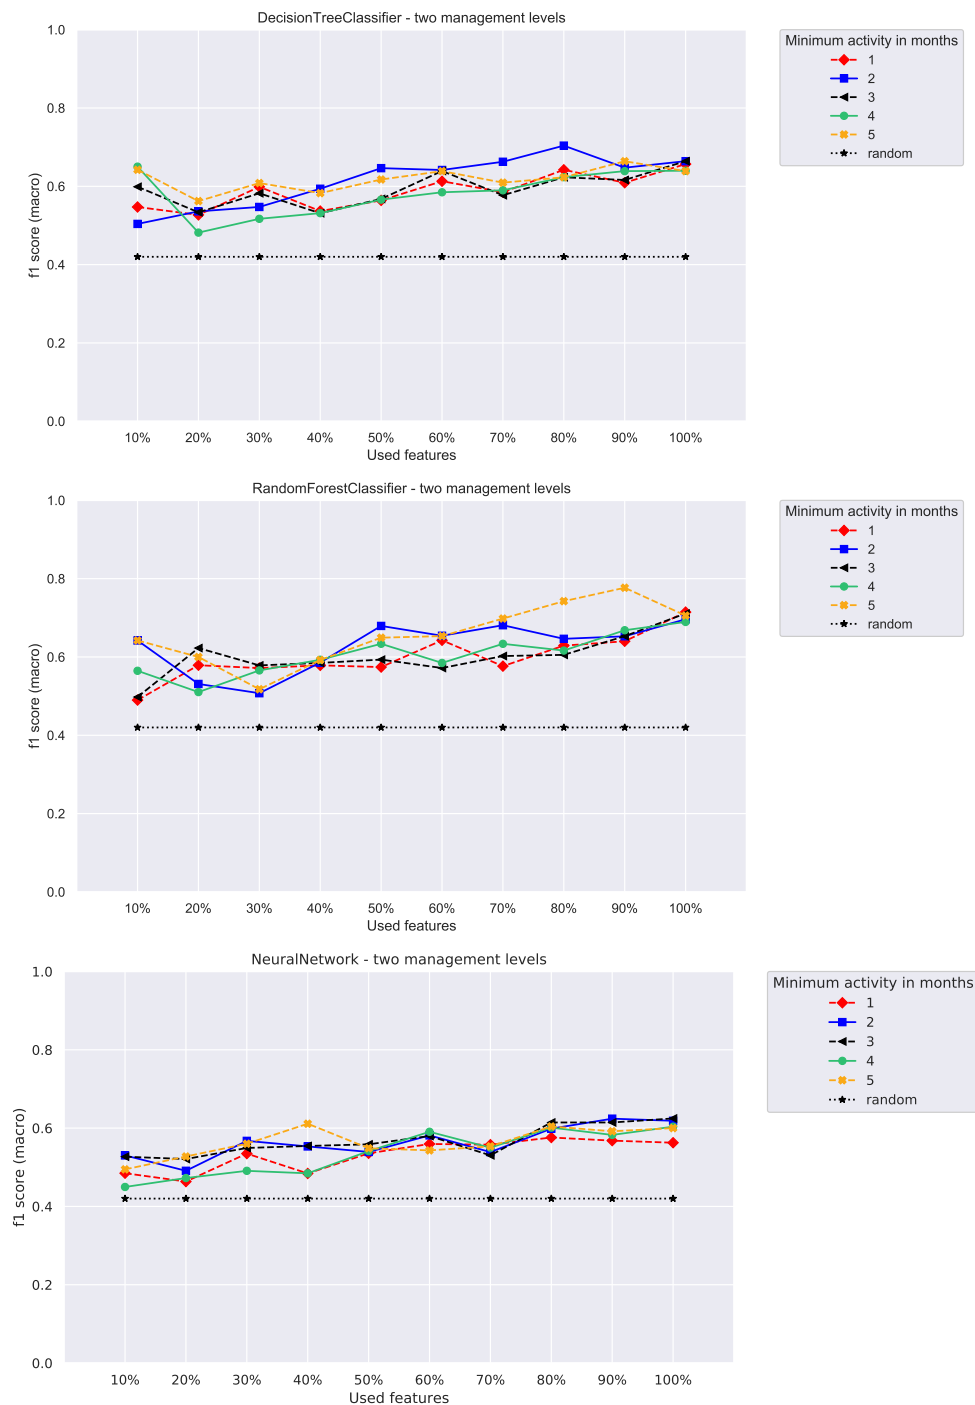 DecisionTreeClassifier - two management levels
1.0
0.8
0.6
0.4
0.2
0.0
f1 score (macro)
10% 20% 30% 40% 50% 60% 70% 80% 90% 100%
Used features
Minimum activity in months
1
2
3
4
5
random
RandomForestClassifier - two management levels
1.0
0.8
0.6
0.4
0.2
0.0
f1 score (macro)
10% 20% 30% 40% 50% 60% 70% 80% 90% 100%
Used features
Minimum activity in months
1
2
3
4
5
random
NeuralNetwork - two management levels
1.0
0.8
0.6
0.4
0.2
0.0
f1 score (macro)
10% 20% 30% 40% 50% 60% 70% 80% 90% 100%
Used features
Minimum activity in months
1
2
3
4
5
random